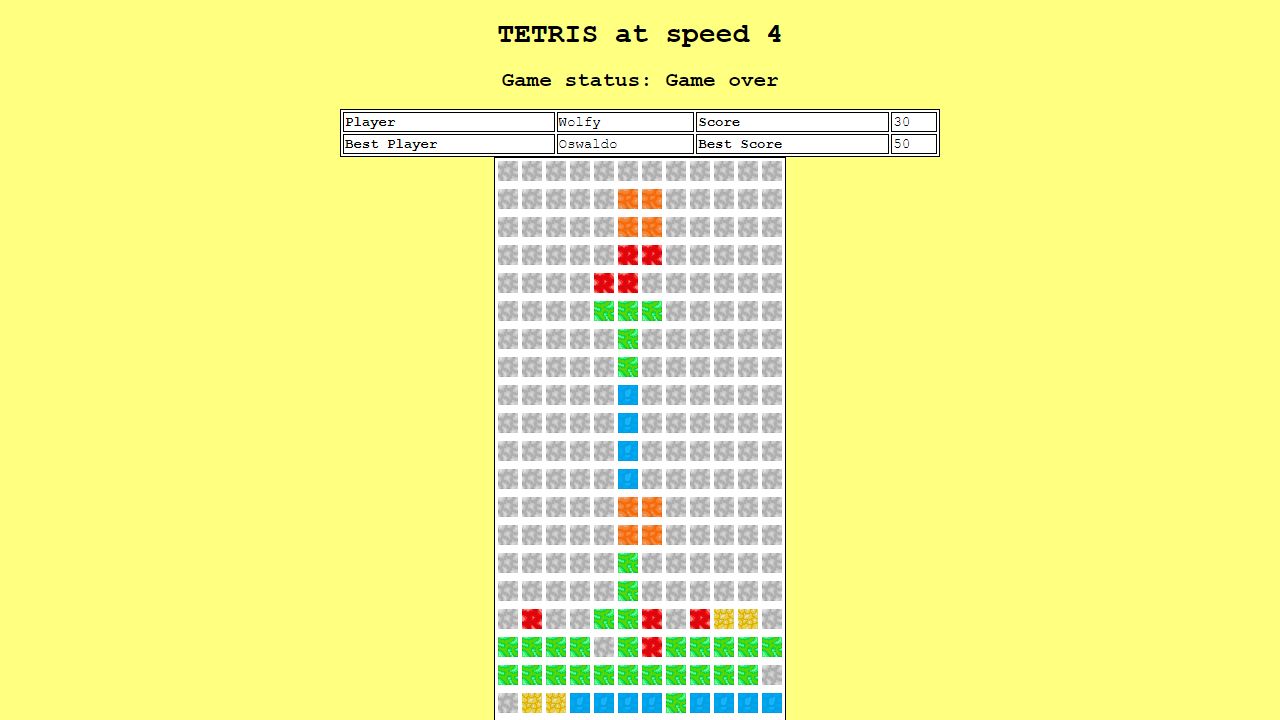 TETRIS at speed 4
Game status: Game over
Player Wolfy Score 30
Best Player Oswaldo Best Score 50